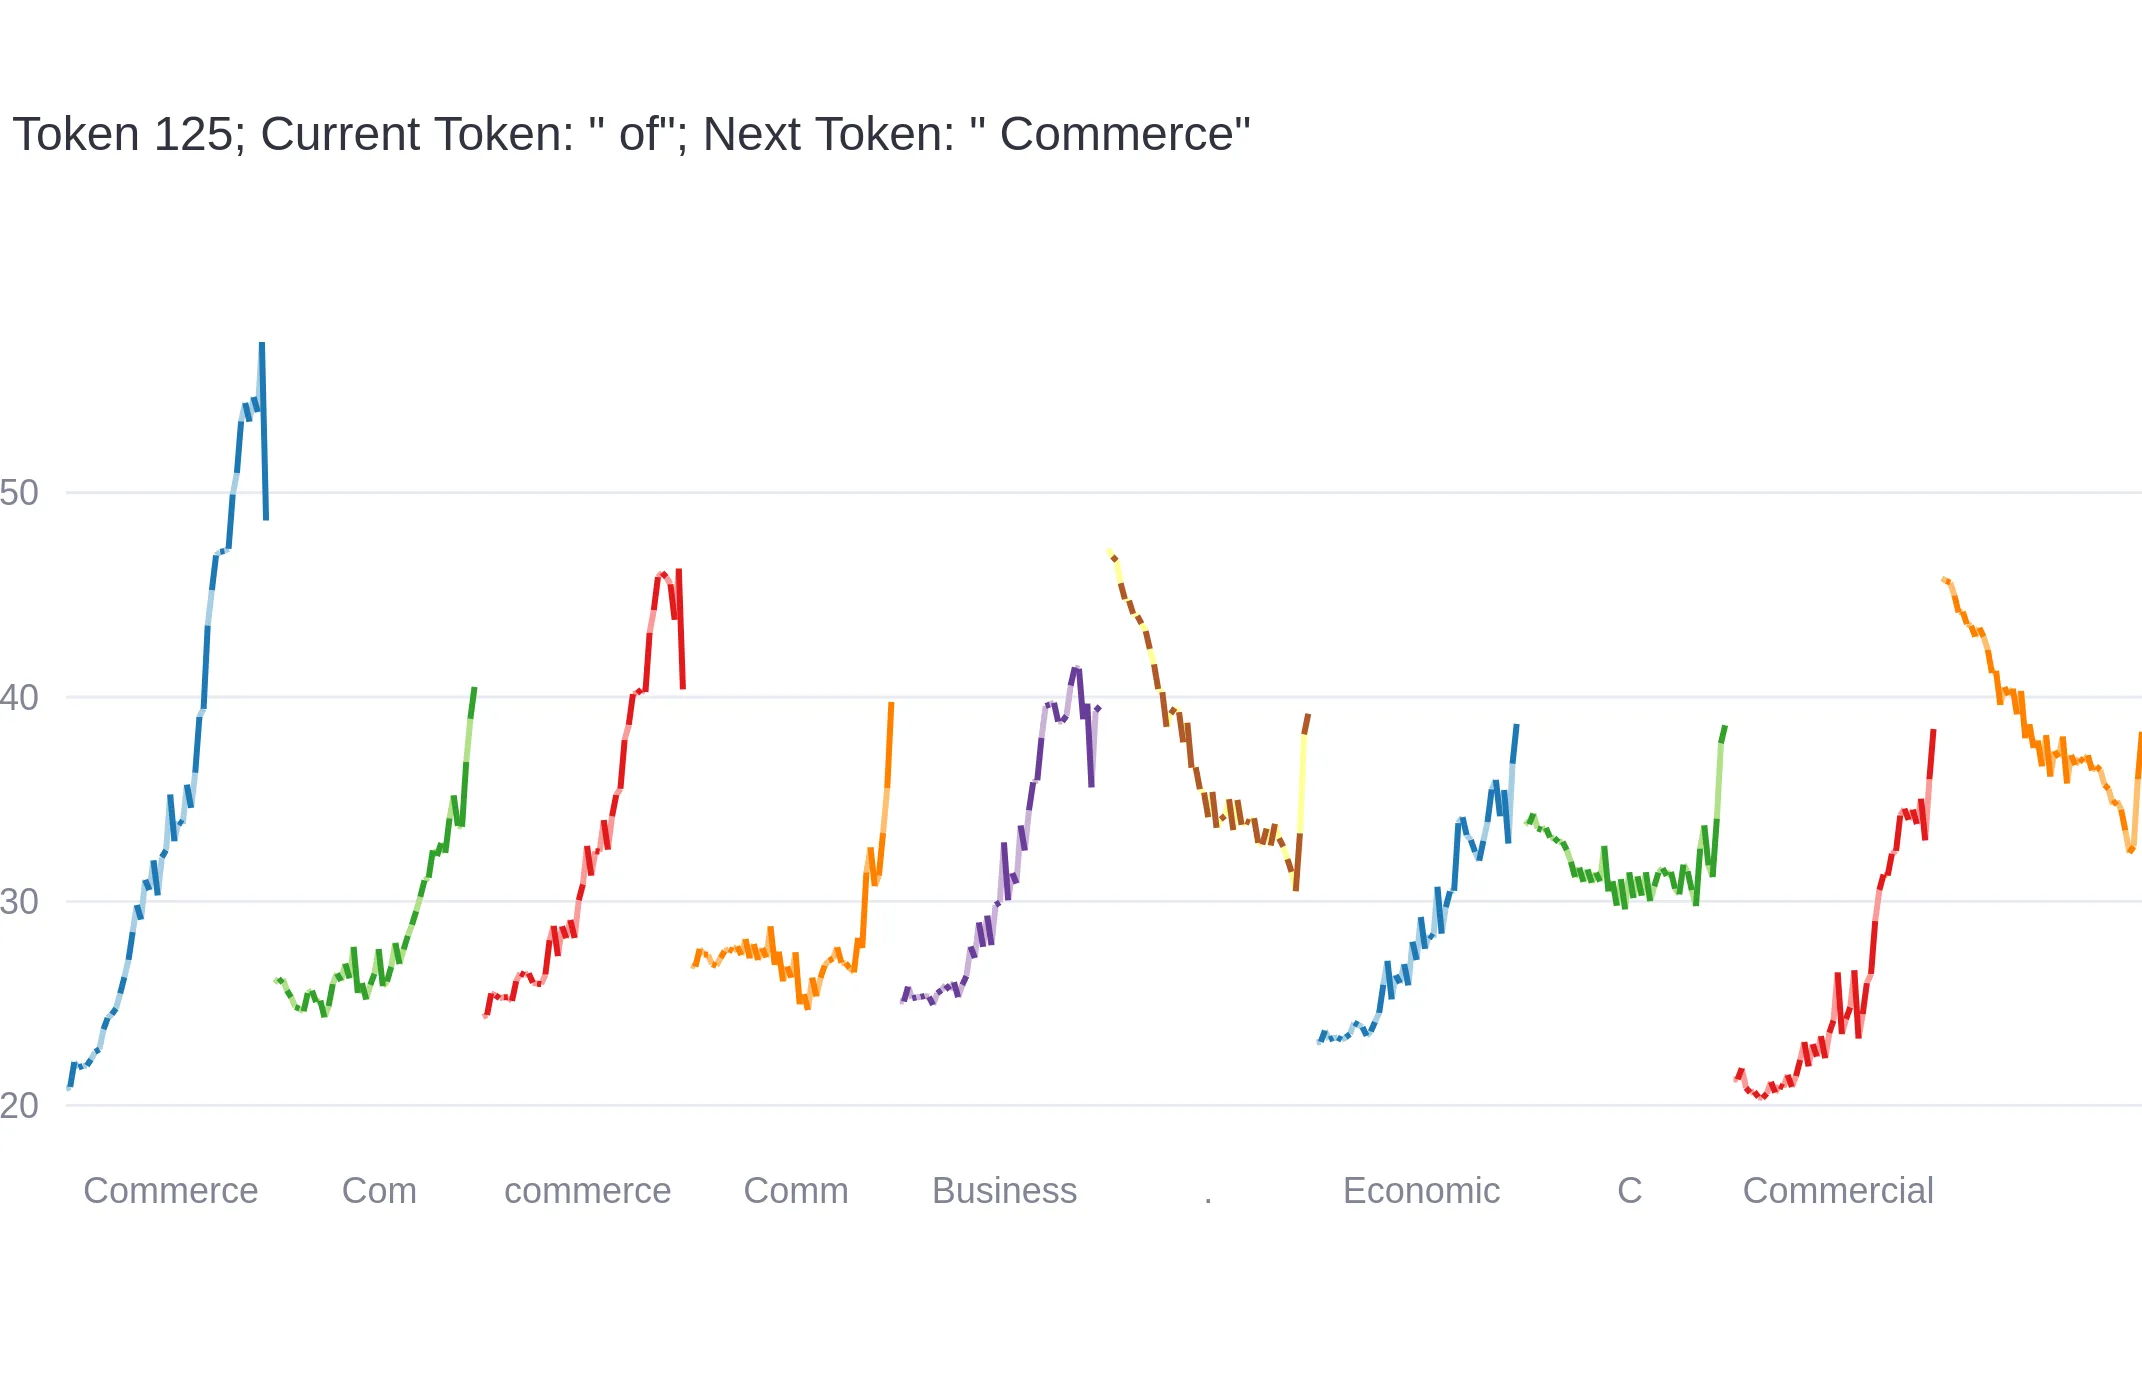 Token 125; Current Token: " of"; Next Token: " Commerce"
50
40
30
20
Commerce Com commerce Comm Business . Economic C Commercial